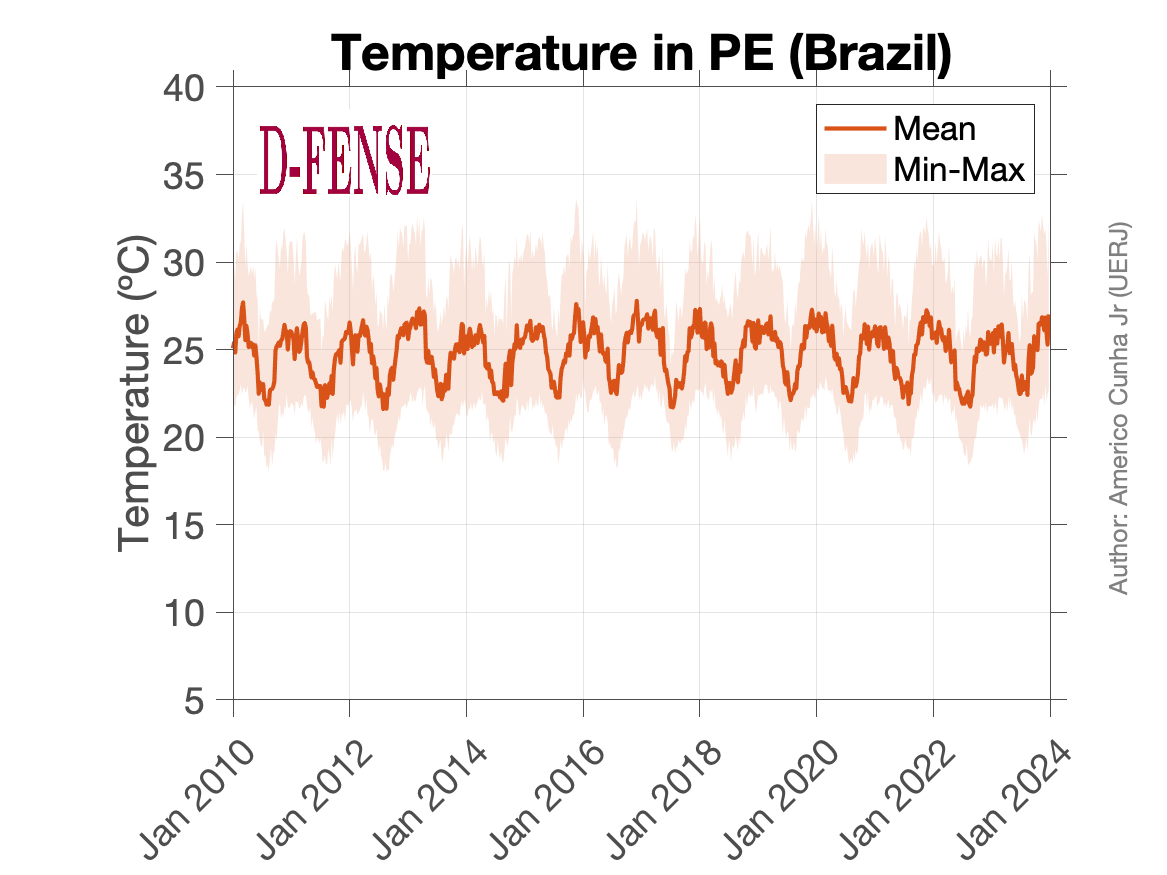 Temperature in PE (Brazil)
D-FENSE
Mean
Min-Max
40
35
30
25
20
15
10
5
Temperature (ºC)
Jan 2010
Jan 2012
Jan 2014
Jan 2016
Jan 2018
Jan 2020
Jan 2022
Jan 2024
Author: Americo Cunha Jr (UERJ)